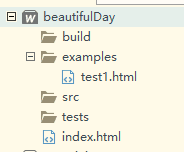 W beautifulDay
build
examples
<> test1.html
src
tests
<> index.html